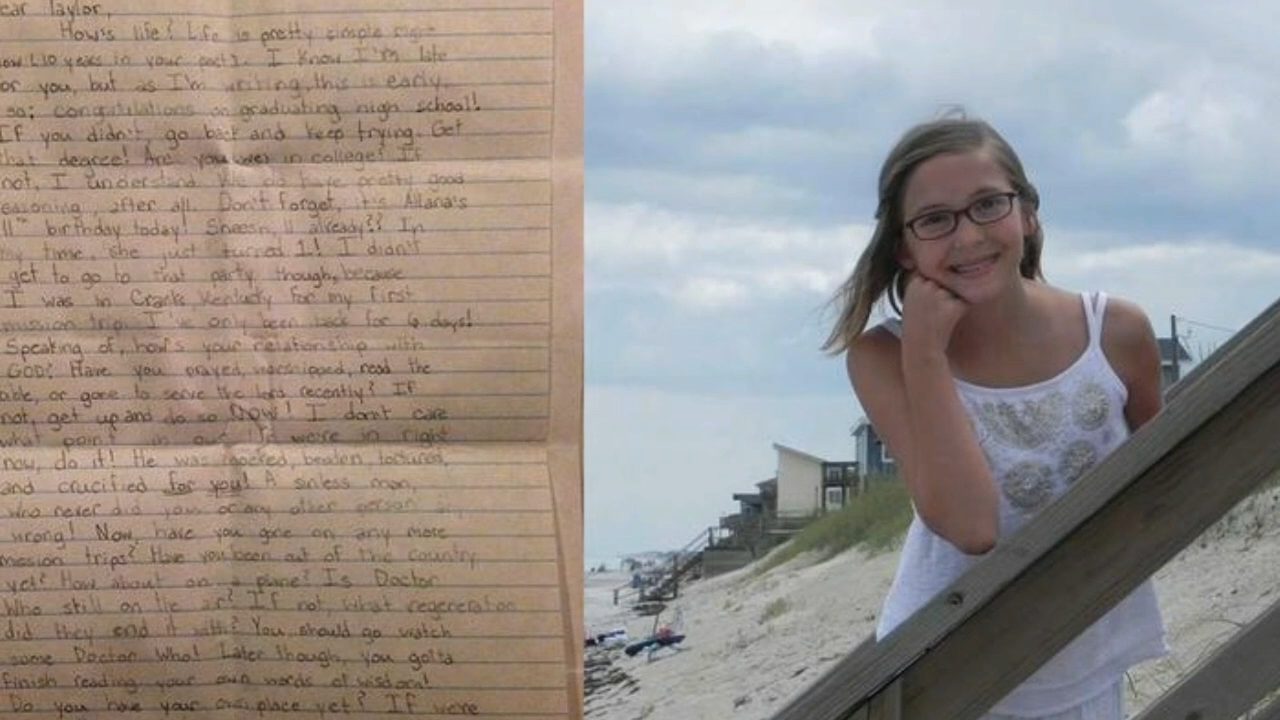 ear Taylor,
How's life? Life is pretty simple
(10 years in your past). I know I'm late
or you, but as I'm writing, this is early,
so; congratulations on graduating high school!
If you didn't, go back and keep trying. Get
that degree! Are you in college? If
not, I understand. We do have pretty good
easoning, after all. Don't forget, it's Allana's
11th birthday today! Sheesh, 11 already?? In
my time, she just turned 1! I didn't
get to go to that party, though, because
I was in Kentucky for my first
mission trip. I've only been back for 6 days!
Speaking of, how's your relationship with
GOD? Have you prayed, worshipped, read the
or gone to serve the lord recently? If
not, get up and do so now! I don't care
what point in our life we're in right
now, do it! He was mocked, beaten, tortured,
and crucified for you! A sinless man,
who never did you or any other person
wrong! Now, have you gone on any more
mission trips? Have you been out of the country
yet? How about on a plane? Is Doctor
Who still on the air? If not, what regeneration
did they end it with? You should go watch
some Doctor Who! Later though, you gotta
finish reading your own words of wisdom!
Do you have your own place yet? If we're